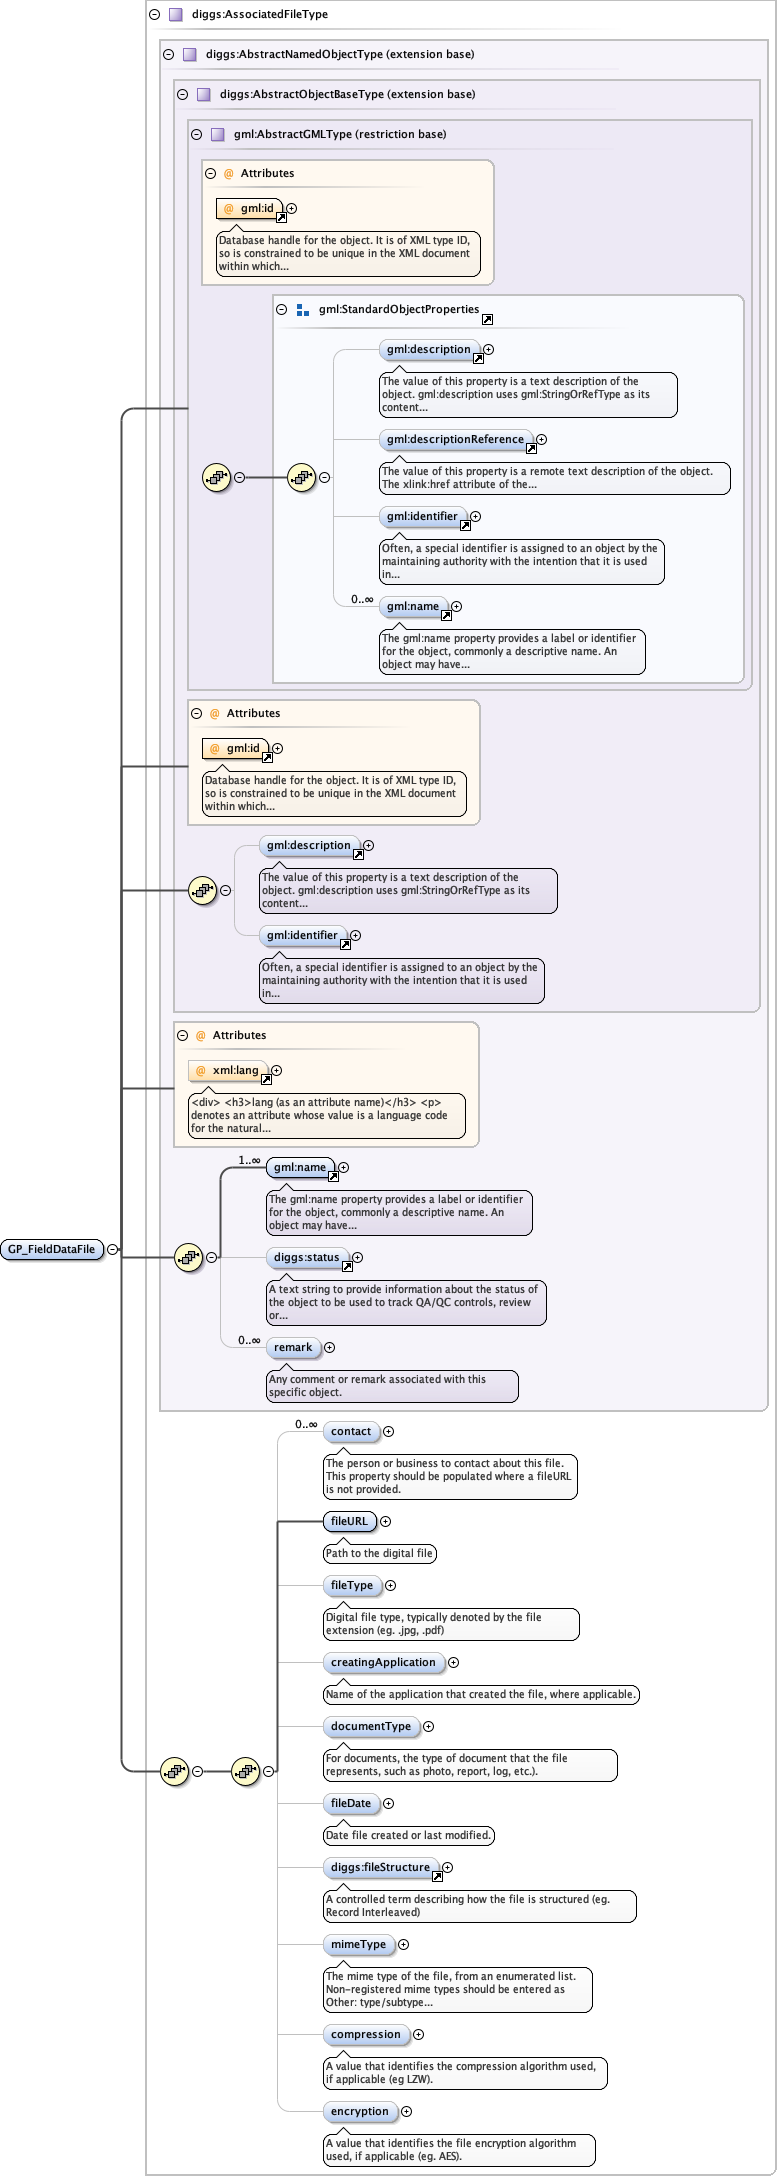 diggs:AssociatedFileType
diggs:AbstractNamedObjectType (extension base)
diggs:AbstractObjectBaseType (extension base)
gml:AbstractGMLType (restriction base)
@ Attributes
@ gml:id
Database handle for the object. It is of XML type ID,
so is constrained to be unique in the XML document
within which...
gml:StandardObjectProperties
gml:description
The value of this property is a text description of the
object. gml:description uses gml:StringOrRefType as its
content...
gml:descriptionReference
The value of this property is a remote text description of the object.
The xlink:href attribute of the...
gml:identifier
Often, a special identifier is assigned to an object by the
maintaining authority with the intention that it is used
in...
0..∞
gml:name
The gml:name property provides a label or identifier
for the object, commonly a descriptive name. An
object may have...
@ Attributes
@ gml:id
Database handle for the object. It is of XML type ID,
so is constrained to be unique in the XML document
within which...
gml:description
The value of this property is a text description of the
object. gml:description uses gml:StringOrRefType as its
content...
gml:identifier
Often, a special identifier is assigned to an object by the
maintaining authority with the intention that it is used
in...
@ Attributes
@ xml:lang
<div> <h3>lang (as an attribute name)</h3> <p>
denotes an attribute whose value is a language code
for the natural...
1..∞
gml:name
The gml:name property provides a label or identifier
for the object, commonly a descriptive name. An
object may have...
GP_FieldDataFile
diggs:status
A text string to provide information about the status of
the object to be used to track QA/QC controls, review
or...
0..∞
remark
Any comment or remark associated with this
specific object.
0..∞
contact
The person or business to contact about this file.
This property should be populated where a fileURL
is not provided.
fileURL
Path to the digital file
fileType
Digital file type, typically denoted by the file
extension (eg. .jpg, .pdf)
creatingApplication
Name of the application that created the file, where applicable.
documentType
For documents, the type of document that the file
represents, such as photo, report, log, etc.).
fileDate
Date file created or last modified.
diggs:fileStructure
A controlled term describing how the file is structured (eg.
Record Interleaved)
mimeType
The mime type of the file, from an enumerated list.
Non-registered mime types should be entered as
Other: type/subtype...
compression
A value that identifies the compression algorithm used,
if applicable (eg LZW).
encryption
A value that identifies the file encryption algorithm
used, if applicable (eg. AES).